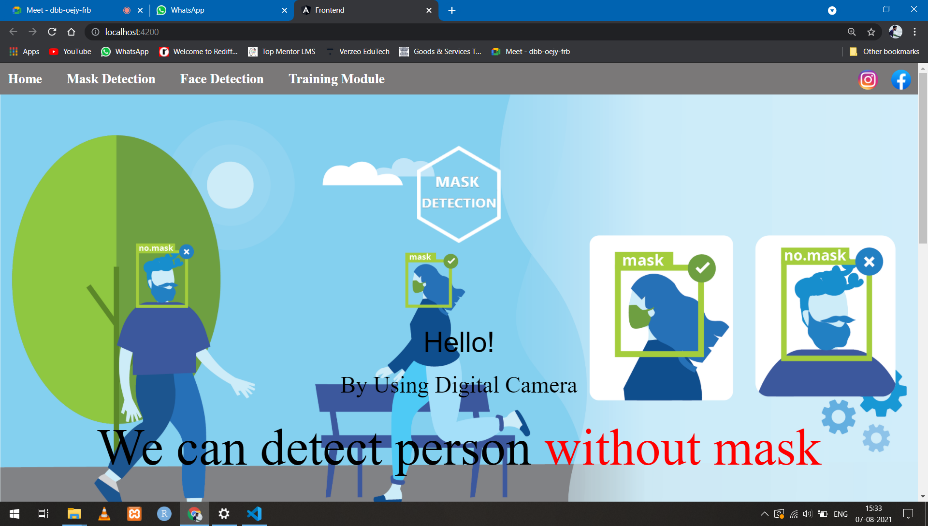 Meet - dbb-oejy-frb
WhatsApp
Frontend
localhost:4200
Apps
YouTube
WhatsApp
Welcome to Rediff...
Top Mentor LMS
Verzeo EduTech
Goods & Services T...
Meet - dbb-oejy-frb
Other bookmarks
Home
Mask Detection
Face Detection
Training Module
MASK
DETECTION
no.mask
mask
mask
no.mask
Hello!
By Using Digital Camera
We can detect person without mask
ENG
15:33
07-08-2021